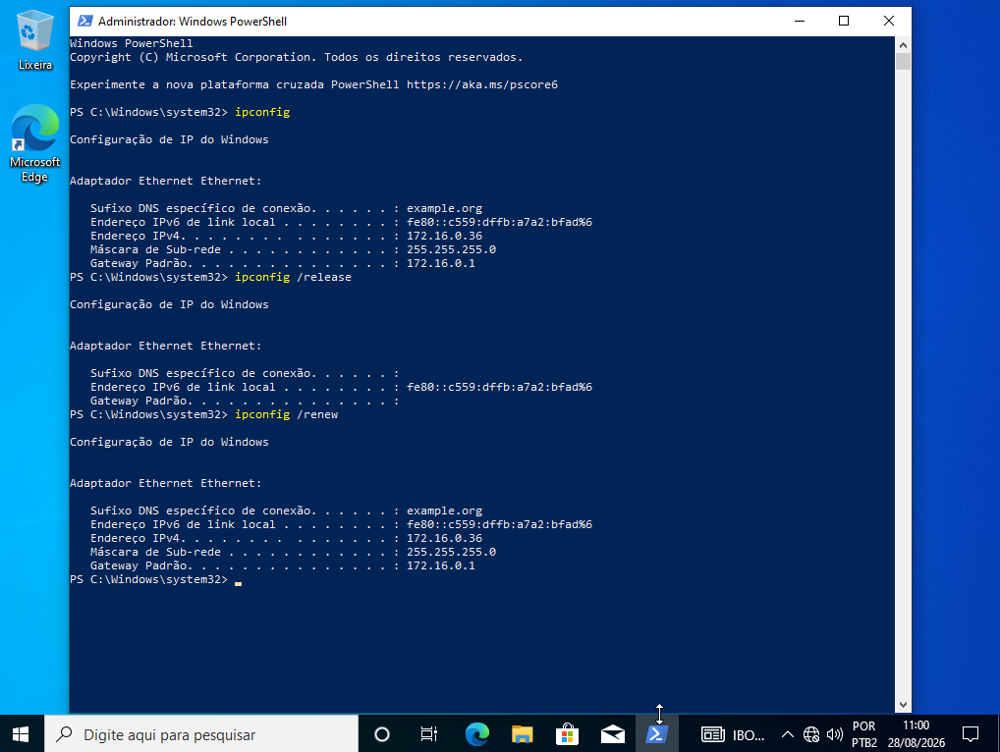 Administrador: Windows PowerShell
Lixeira
Microsoft
Edge
Windows PowerShell
Copyright (C) Microsoft Corporation. Todos os direitos reservados.
Experimente a nova plataforma cruzada PowerShell https://aka.ms/pscore6
PS C:\Windows\system32> ipconfig
Configuração de IP do Windows
Adaptador Ethernet Ethernet:
Sufixo DNS específico de conexão. . . . . . : example.org
Endereço IPv6 de link local . . . . . . . . : fe80::c559:dffb:a7a2:bfad%6
Endereço IPv4. . . . . . . .  . . . . . . . : 172.16.0.36
Máscara de Sub-rede . . . . . . . . . . . . : 255.255.255.0
Gateway Padrão. . . . . . . . . . . . . . . : 172.16.0.1
PS C:\Windows\system32> ipconfig /release
Configuração de IP do Windows
Adaptador Ethernet Ethernet:
Sufixo DNS específico de conexão. . . . . . :
Endereço IPv6 de link local . . . . . . . . : fe80::c559:dffb:a7a2:bfad%6
Gateway Padrão. . . . . . . . . . . . . . . :
PS C:\Windows\system32> ipconfig /renew
Configuração de IP do Windows
Adaptador Ethernet Ethernet:
Sufixo DNS específico de conexão. . . . . . : example.org
Endereço IPv6 de link local . . . . . . . . : fe80::c559:dffb:a7a2:bfad%6
Endereço IPv4. . . . . . . .  . . . . . . . : 172.16.0.36
Máscara de Sub-rede . . . . . . . . . . . . : 255.255.255.0
Gateway Padrão. . . . . . . . . . . . . . . : 172.16.0.1
PS C:\Windows\system32>
Digite aqui para pesquisar
IBO...
POR
PTB2
11:00
28/08/2026